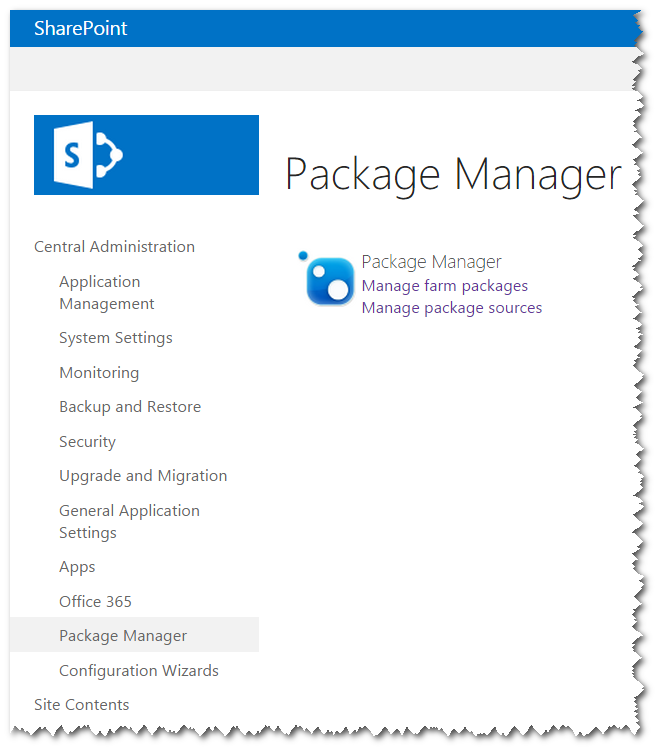 SharePoint
S
Package Manager
Central Administration
Application
Management
System Settings
Monitoring
Backup and Restore
Security
Upgrade and Migration
General Application
Settings
Apps
Office 365
Package Manager
Configuration Wizards
Site Contents
Package Manager
Manage farm packages
Manage package sources